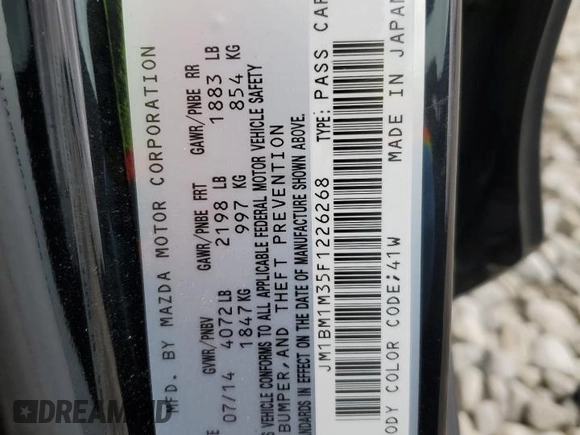 MFD. BY MAZDA MOTOR CORPORATION
GVWR/PNBV GAWR/PNBE FRT GAWR/PNBE RR
07/14 4072 LB 2198 LB 1883 LB
1847 KG 997 KG 854 KG
VEHICLE CONFORMS TO ALL APPLICABLE FEDERAL MOTOR VEHICLE SAFETY
BUMPER, AND THEFT PREVENTION
IN EFFECT ON THE DATE OF MANUFACTURE SHOWN ABOVE.
JM1BM1M35F1226268 TYPE: PASS CAR
ODY COLOR CODE;41W MADE IN JAPAN
DREAMBID